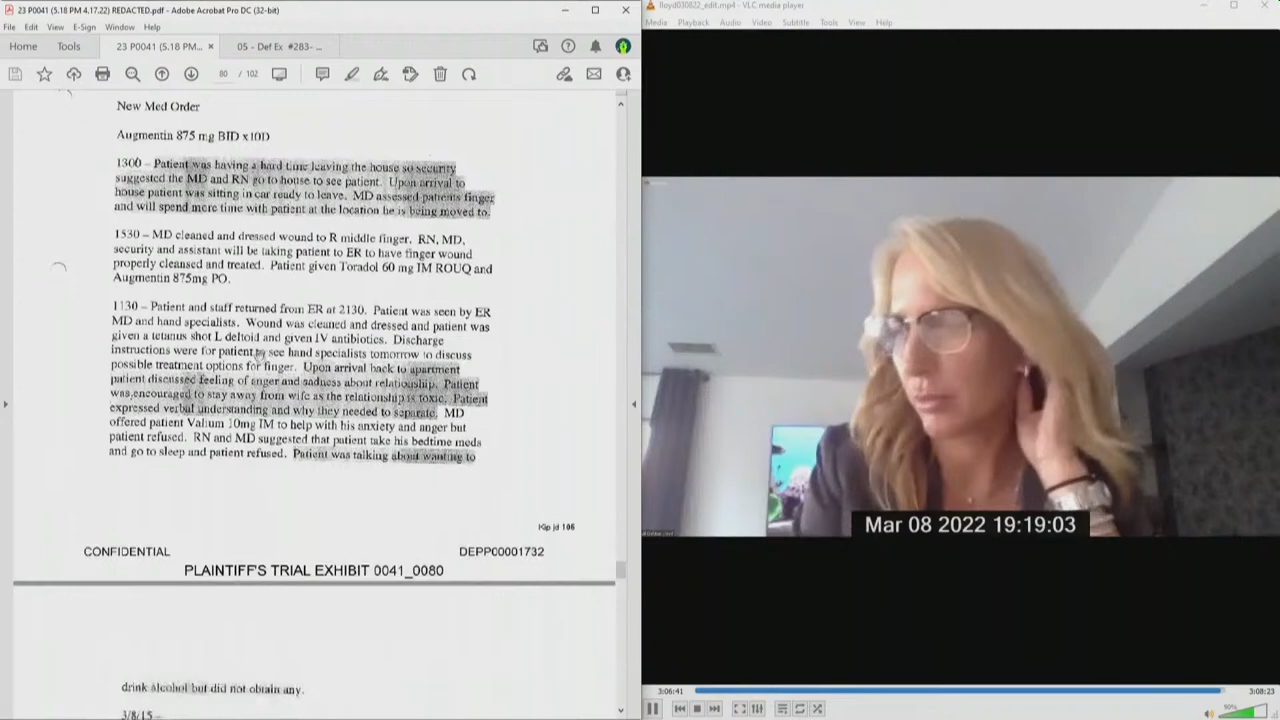 23 P0041 (5.18 PM 4.17.22) REDACTED.pdf - Adobe Acrobat Pro DC (32-bit)
File Edit View E-Sign Window Help
Home Tools 23 P0041 (5.18 PM... × 05 - Def Ex #283- ...
80 / 102
New Med Order
Augmentin 875 mg BID x10D
1300 – Patient was having a hard time leaving the house so security
suggested the MD and RN go to house to see patient. Upon arrival to
house patient was sitting in car ready to leave. MD assessed patients finger
and will spend more time with patient at the location he is being moved to.
1530 – MD cleaned and dressed wound to R middle finger. RN, MD,
security and assistant will be taking patient to ER to have finger wound
properly cleansed and treated. Patient given Toradol 60 mg IM ROUQ and
Augmentin 875mg PO.
1130 – Patient and staff returned from ER at 2130. Patient was seen by ER
MD and hand specialists. Wound was cleaned and dressed and patient was
given a tetanus shot L deltoid and given IV antibiotics. Discharge
instructions were for patient to see hand specialists tomorrow to discuss
possible treatment options for finger. Upon arrival back to apartment
patient discussed feeling of anger and sadness about relationship. Patient
was encouraged to stay away from wife as the relationship is toxic. Patient
expressed verbal understanding and why they needed to separate. MD
offered patient Valium 10mg IM to help with his anxiety and anger but
patient refused. RN and MD suggested that patient take his bedtime meds
and go to sleep and patient refused. Patient was talking about wanting to
Kip jd 106
CONFIDENTIAL DEPP00001732
PLAINTIFF'S TRIAL EXHIBIT 0041_0080
drink Alcohol but did not obtain any.
3/8/15 –
lloyd030822_edit.mp4 - VLC media player
Media Playback Audio Video Subtitle Tools View Help
Mar 08 2022 19:19:03
3:06:41 3:08:23
90%